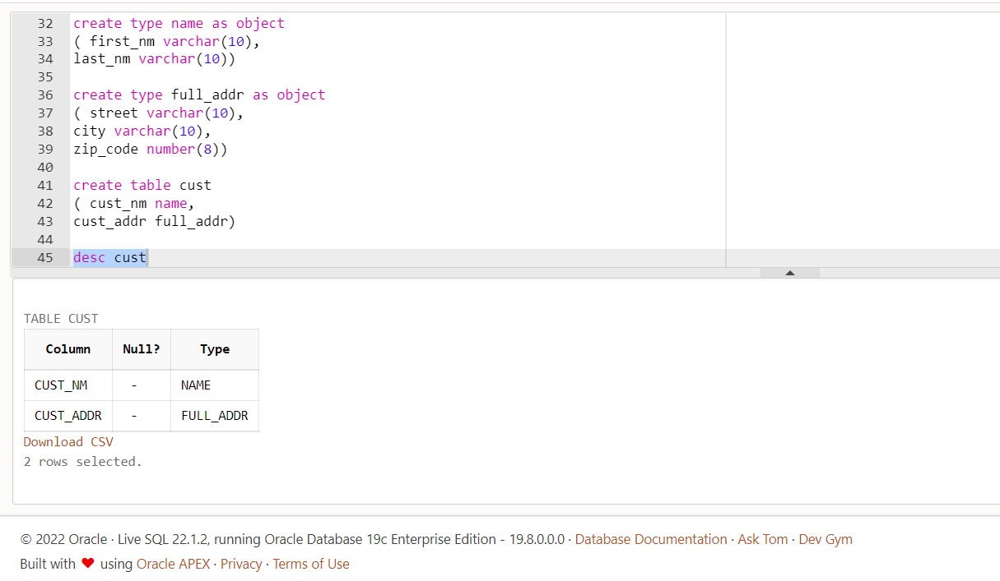 32 create type name as object
33 ( first_nm varchar(10),
34 last_nm varchar(10))
35
36 create type full_addr as object
37 ( street varchar(10),
38 city varchar(10),
39 zip_code number(8))
40
41 create table cust
42 ( cust_nm name,
43 cust_addr full_addr)
44
45 desc cust
TABLE CUST
Column Null? Type
CUST_NM - NAME
CUST_ADDR - FULL_ADDR
Download CSV
2 rows selected.
© 2022 Oracle · Live SQL 22.1.2, running Oracle Database 19c Enterprise Edition - 19.8.0.0.0 · Database Documentation · Ask Tom · Dev Gym
Built with ❤ using Oracle APEX · Privacy · Terms of Use